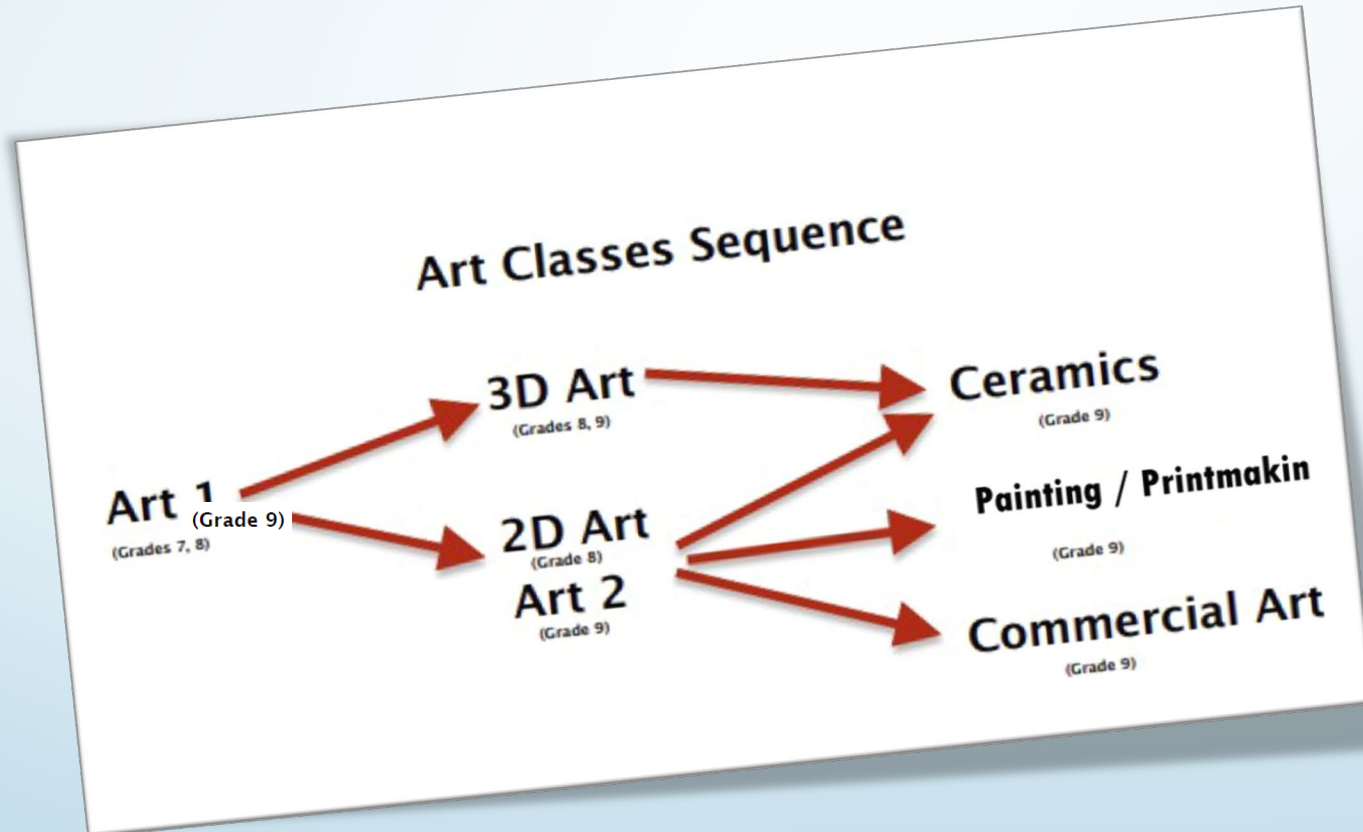 Art Classes Sequence
Art 1
(Grade 9)
(Grades 7, 8)
3D Art
(Grades 8, 9)
2D Art
(Grade 8)
Art 2
(Grade 9)
Ceramics
(Grade 9)
Painting / Printmakin
(Grade 9)
Commercial Art
(Grade 9)